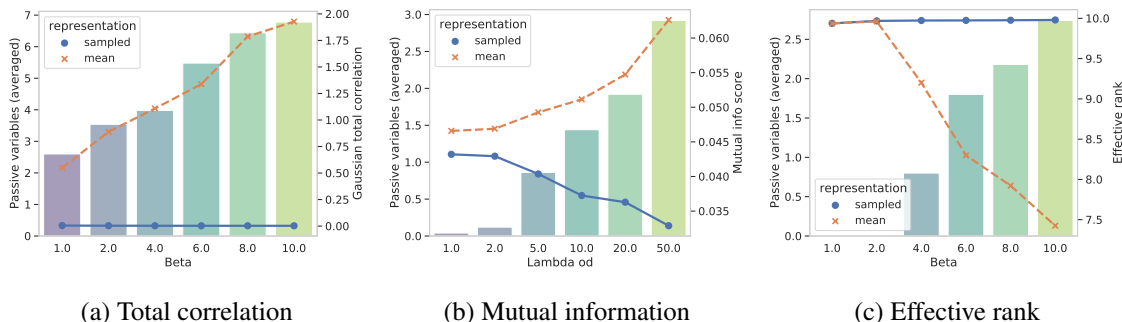 Passive variables (averaged)
7
6
5
4
3
2
1
0
representation
sampled
mean
2.00
1.75
1.50
1.25
1.00
0.75
0.50
0.25
0.00
Gaussian total correlation
1.0 2.0 4.0 6.0 8.0 10.0
Beta
(a) Total correlation
Passive variables (averaged)
3.0
2.5
2.0
1.5
1.0
0.5
0.0
representation
sampled
mean
0.060
0.055
0.050
0.045
0.040
0.035
Mutual info score
1.0 2.0 5.0 10.0 20.0 50.0
Lambda od
(b) Mutual information
Passive variables (averaged)
2.5
2.0
1.5
1.0
0.5
0.0
representation
sampled
mean
10.0
9.5
9.0
8.5
8.0
7.5
Effective rank
1.0 2.0 4.0 6.0 8.0 10.0
Beta
(c) Effective rank